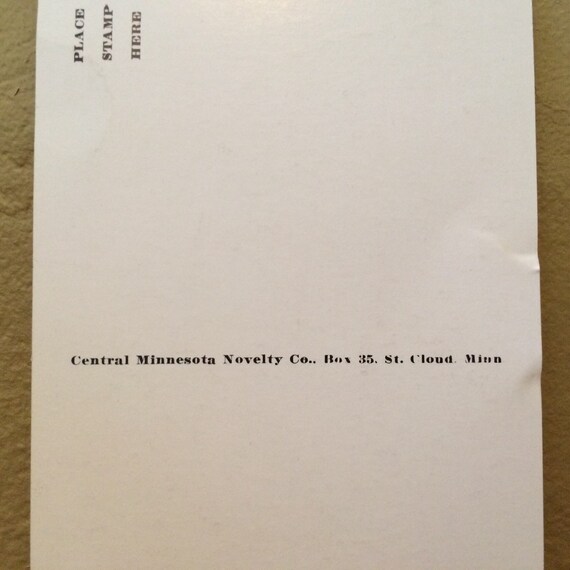 PLACE
STAMP
HERE
Central Minnesota Novelty Co., Box 35, St. Cloud, Minn